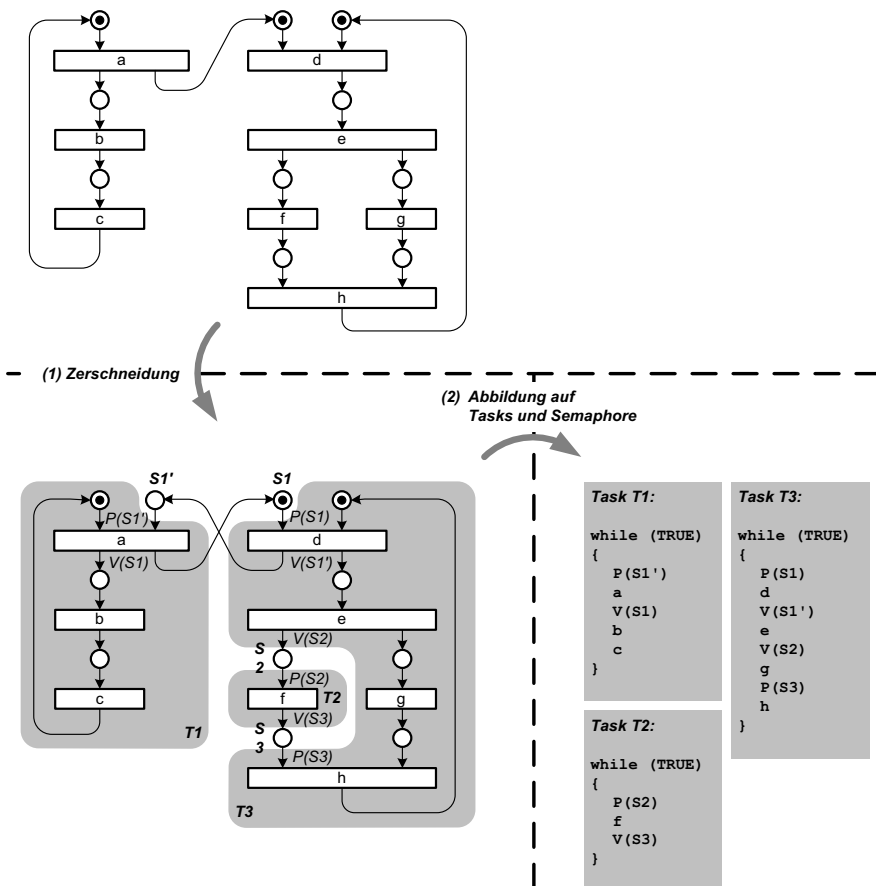 a
d
b
e
c
f
g
h
(1) Zerschneidung
(2) Abbildung auf
Tasks und Semaphore
S1'
S1
P(S1')
P(S1)
a
d
V(S1)
V(S1')
b
e
V(S2)
S
2
P(S2)
c
f
T2
g
V(S3)
T1
S
3
P(S3)
h
T3
Task T1:
while (TRUE)
{
P(S1')
a
V(S1)
b
c
}
Task T2:
while (TRUE)
{
P(S2)
f
V(S3)
}
Task T3:
while (TRUE)
{
P(S1)
d
V(S1')
e
V(S2)
g
P(S3)
h
}